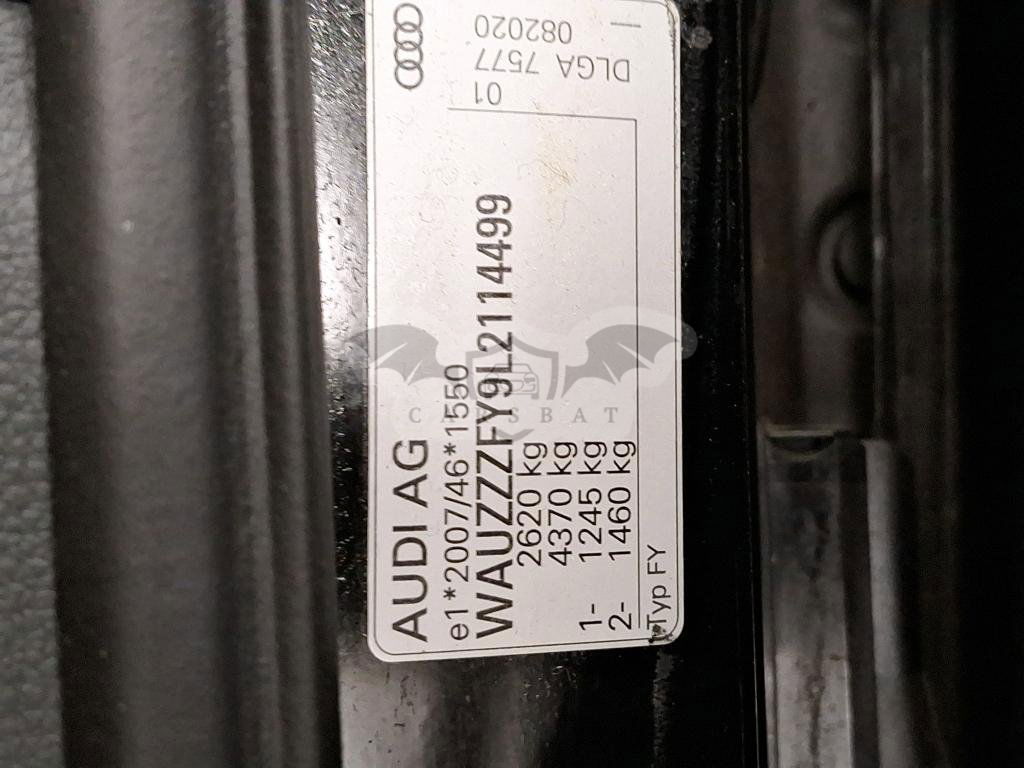 AUDI AG
e1*2007/46*1550
WAUZZZFY9L2114499
2620 kg
4370 kg
1- 1245 kg
2- 1460 kg
Typ FY
01
DLGA 7577
082020
CARSBAT